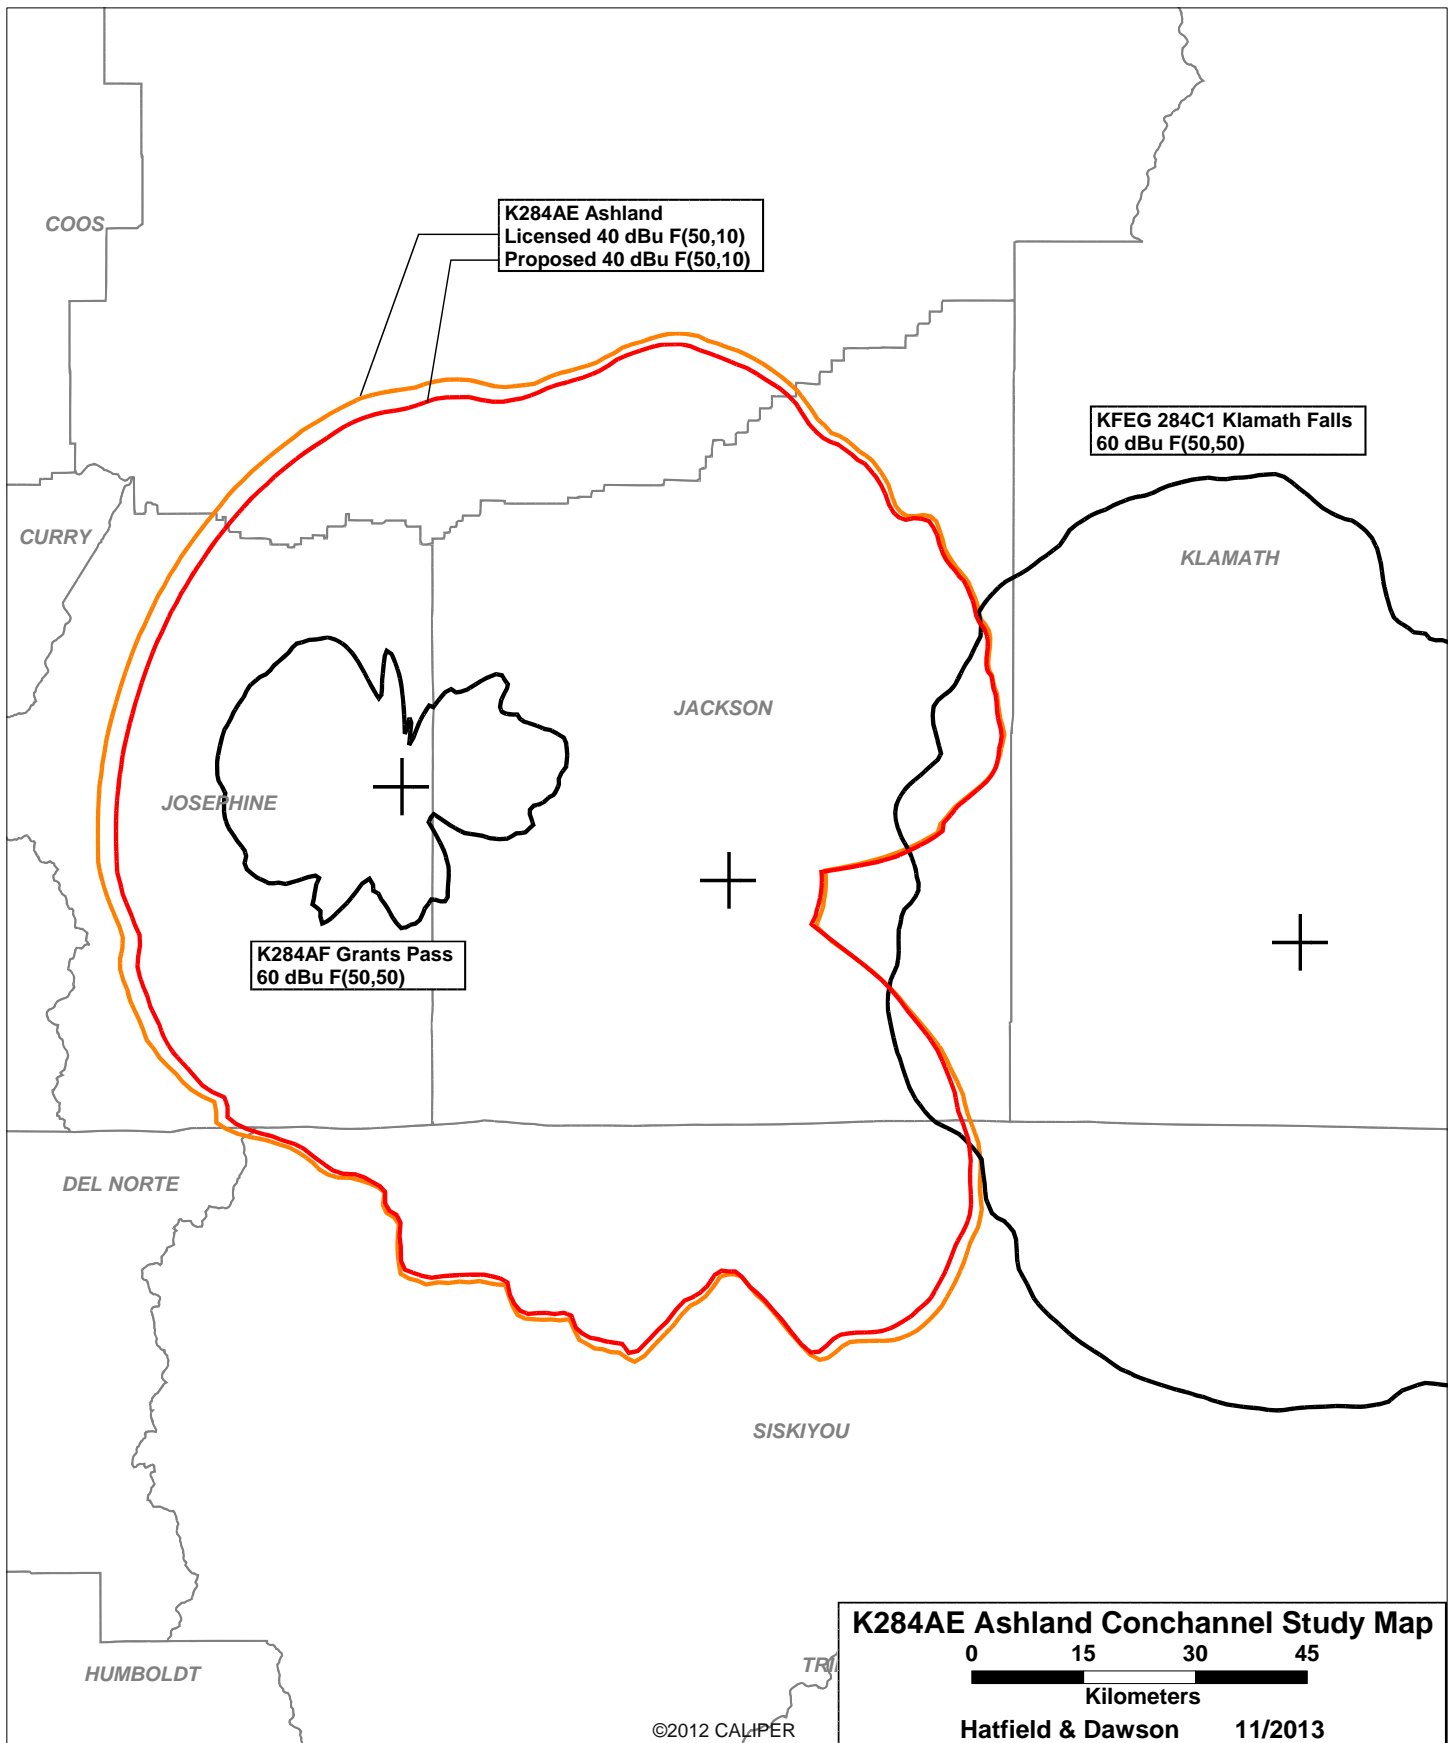 K284AE Ashland
Licensed 40 dBu F(50,10)
Proposed 40 dBu F(50,10)
COOS
KFEG 284C1 Klamath Falls
60 dBu F(50,50)
CURRY
KLAMATH
JACKSON
JOSEPHINE
K284AF Grants Pass
60 dBu F(50,50)
DEL NORTE
SISKIYOU
HUMBOLDT
K284AE Ashland Conchannel Study Map
0 15 30 45
Kilometers
Hatfield & Dawson 11/2013
©2012 CALIPER